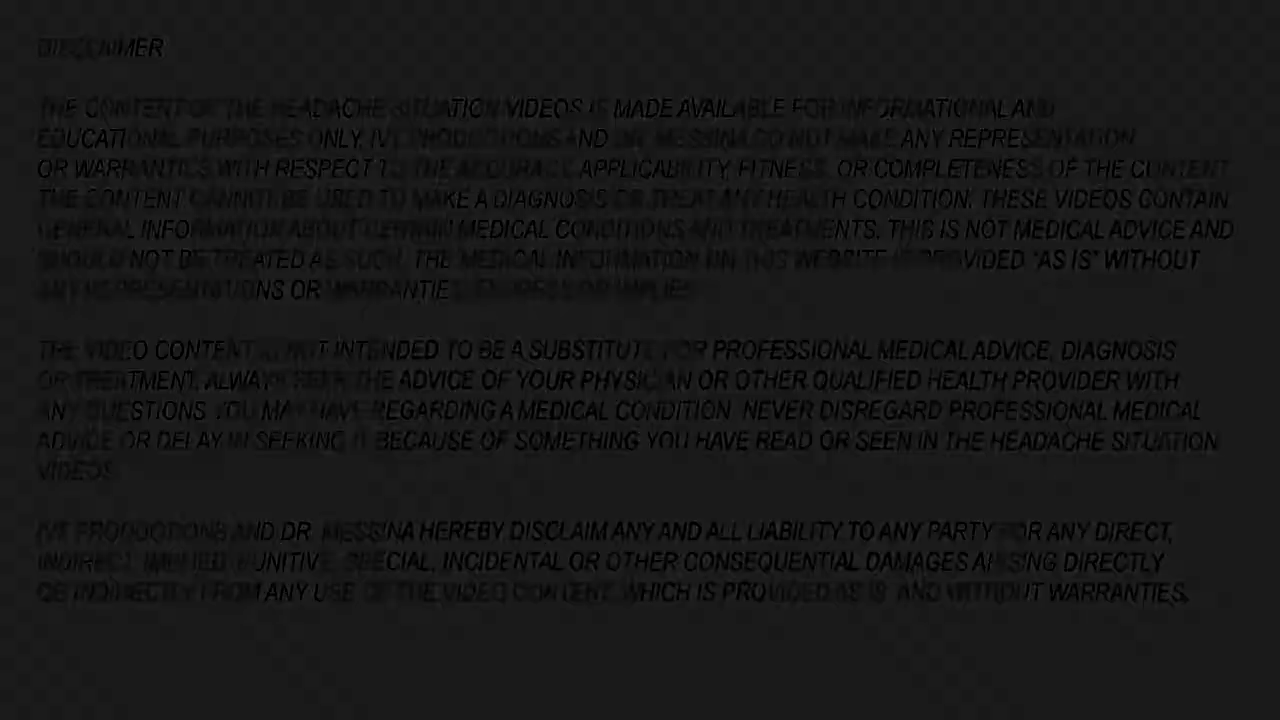 DISCLAIMER
THE CONTENT OF THE HEADACHE SITUATION VIDEOS IS MADE AVAILABLE FOR INFORMATIONAL AND
EDUCATIONAL PURPOSES ONLY. PRODUCTIONS AND DR. MESSINA DO NOT MAKE ANY REPRESENTATION
OR WARRANTIES WITH RESPECT TO THE ACCURACY, APPLICABILITY, FITNESS, OR COMPLETENESS OF THE CONTENT.
THE CONTENT CANNOT BE USED TO MAKE A DIAGNOSIS OR TREAT ANY HEALTH CONDITION. THESE VIDEOS CONTAIN
GENERAL INFORMATION ABOUT CERTAIN MEDICAL CONDITIONS AND TREATMENTS. THIS IS NOT MEDICAL ADVICE AND
SHOULD NOT BE TREATED AS SUCH. THE MEDICAL INFORMATION ON THIS WEBSITE IS PROVIDED "AS IS" WITHOUT
ANY REPRESENTATIONS OR WARRANTIES, EXPRESS OR IMPLIED.
THE VIDEO CONTENT IS NOT INTENDED TO BE A SUBSTITUTE FOR PROFESSIONAL MEDICAL ADVICE, DIAGNOSIS
OR TREATMENT. ALWAYS SEEK THE ADVICE OF YOUR PHYSICIAN OR OTHER QUALIFIED HEALTH PROVIDER WITH
ANY QUESTIONS YOU MAY HAVE REGARDING A MEDICAL CONDITION. NEVER DISREGARD PROFESSIONAL MEDICAL
ADVICE OR DELAY IN SEEKING IT BECAUSE OF SOMETHING YOU HAVE READ OR SEEN IN THE HEADACHE SITUATION
VIDEOS.
PRODUCTIONS AND DR. MESSINA HEREBY DISCLAIM ANY AND ALL LIABILITY TO ANY PARTY FOR ANY DIRECT,
INDIRECT, IMPLIED, PUNITIVE, SPECIAL, INCIDENTAL OR OTHER CONSEQUENTIAL DAMAGES ARISING DIRECTLY
OR INDIRECTLY FROM ANY USE OF THE VIDEO CONTENT, WHICH IS PROVIDED AS IS, AND WITHOUT WARRANTIES.